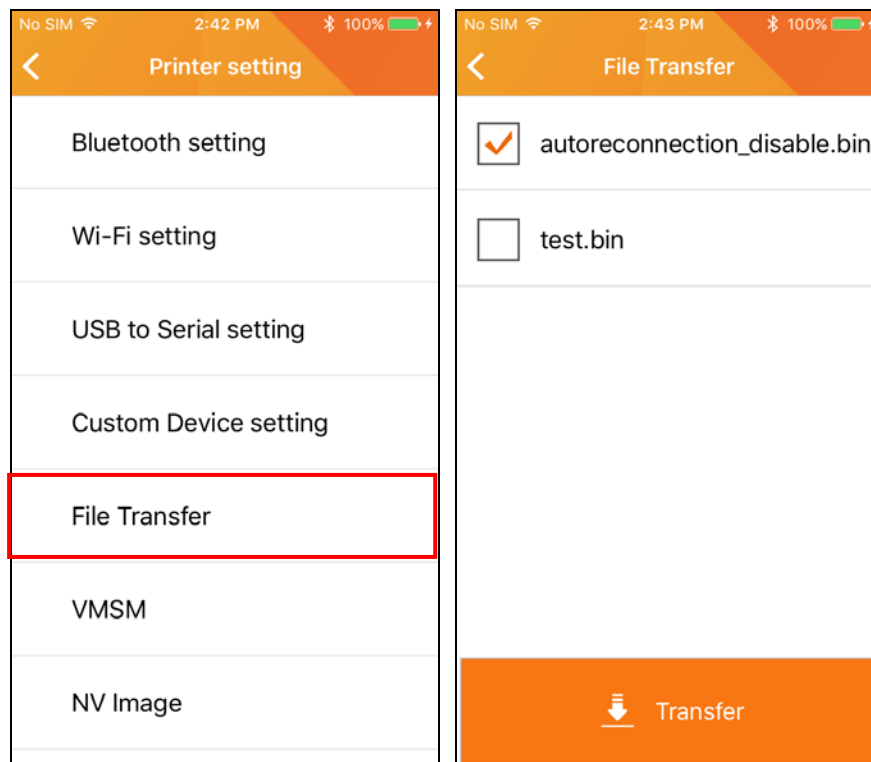 No SIM 2:42 PM 100%
Printer setting
Bluetooth setting
Wi-Fi setting
USB to Serial setting
Custom Device setting
File Transfer
VMSM
NV Image
No SIM 2:43 PM 100%
File Transfer
autoreconnection_disable.bin
test.bin
Transfer